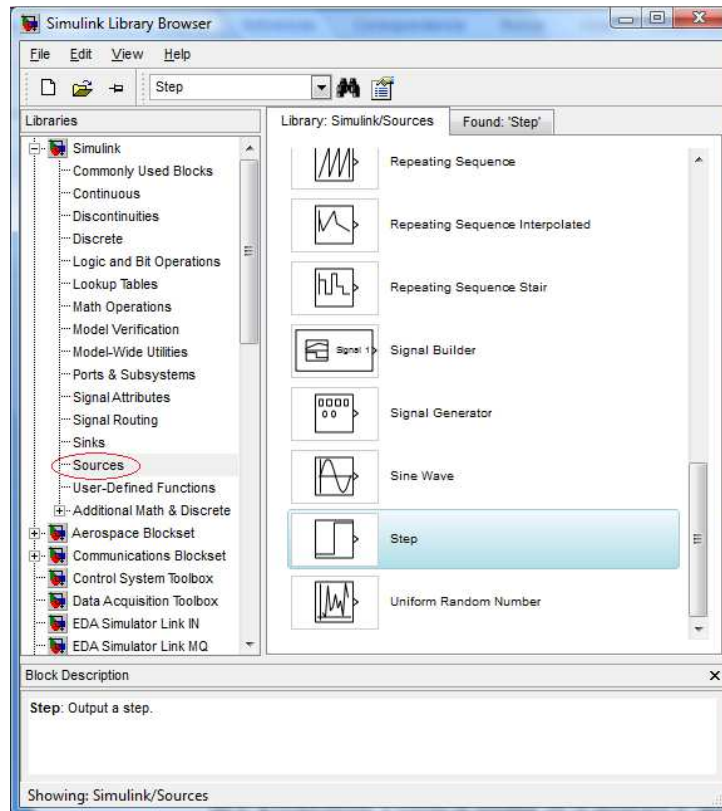 Simulink Library Browser
File Edit View Help
Step
Libraries
Library: Simulink/Sources
Found: 'Step'
Simulink
Commonly Used Blocks
Continuous
Discontinuities
Discrete
Logic and Bit Operations
Lookup Tables
Math Operations
Model Verification
Model-Wide Utilities
Ports & Subsystems
Signal Attributes
Signal Routing
Sinks
Sources
User-Defined Functions
Additional Math & Discrete
Aerospace Blockset
Communications Blockset
Control System Toolbox
Data Acquisition Toolbox
EDA Simulator Link IN
EDA Simulator Link MQ
Repeating Sequence
Repeating Sequence Interpolated
Repeating Sequence Stair
Signal 1
Signal Builder
Signal Generator
Sine Wave
Step
Uniform Random Number
Block Description
Step: Output a step.
Showing: Simulink/Sources